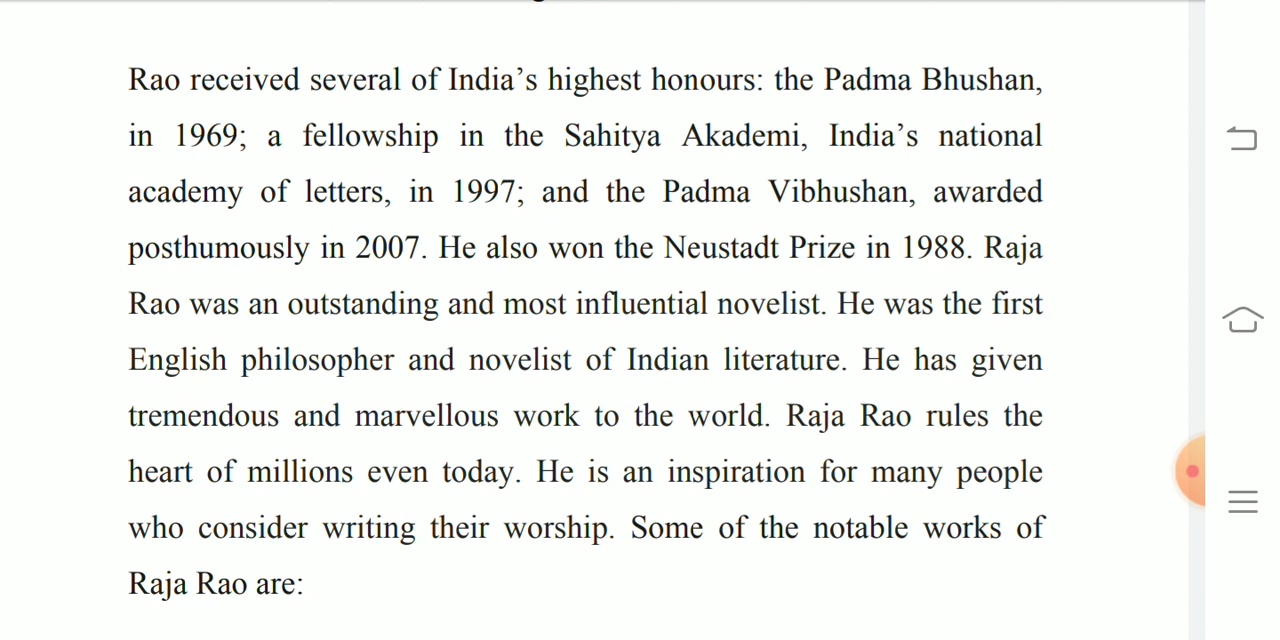 Rao received several of India’s highest honours: the Padma Bhushan,
in 1969; a fellowship in the Sahitya Akademi, India’s national
academy of letters, in 1997; and the Padma Vibhushan, awarded
posthumously in 2007. He also won the Neustadt Prize in 1988. Raja
Rao was an outstanding and most influential novelist. He was the first
English philosopher and novelist of Indian literature. He has given
tremendous and marvellous work to the world. Raja Rao rules the
heart of millions even today. He is an inspiration for many people
who consider writing their worship. Some of the notable works of
Raja Rao are: